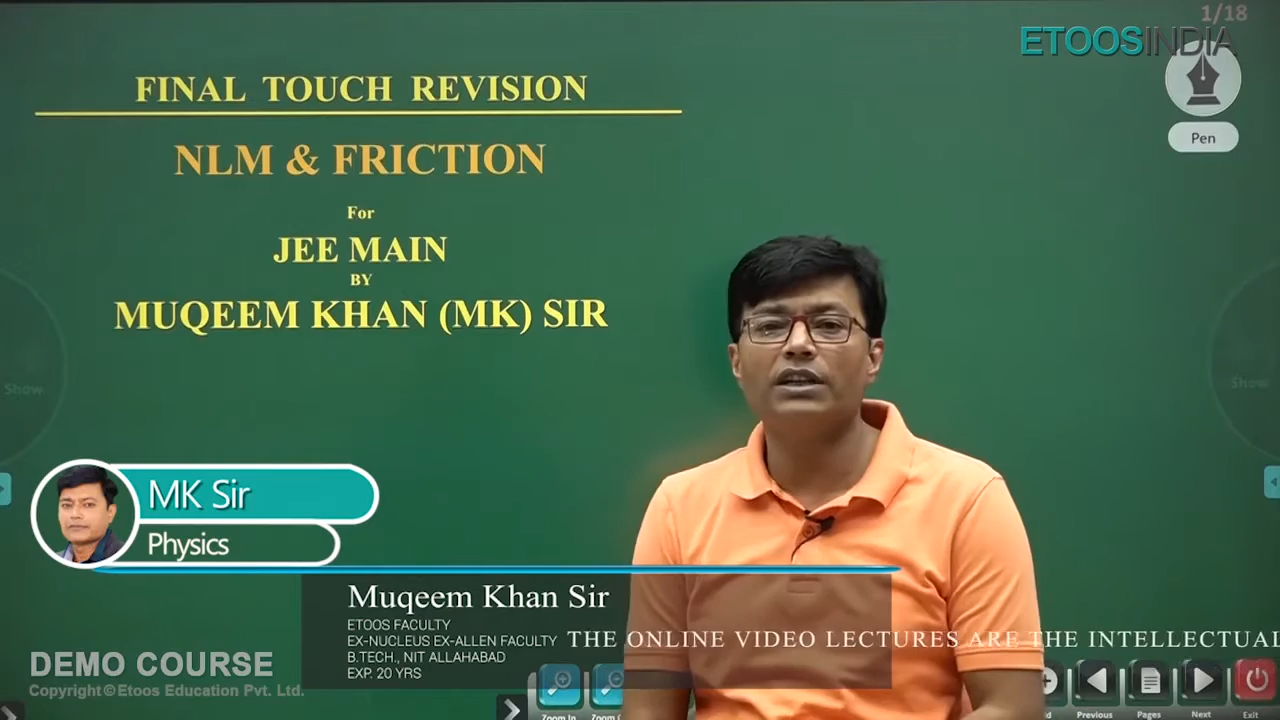 1/18
ETOOSINDIA
Pen
FINAL TOUCH REVISION
NLM & FRICTION
For
JEE MAIN
BY
MUQEEM KHAN (MK) SIR
Show
Show
MK Sir
Physics
Muqeem Khan Sir
ETOOS FACULTY
EX-NUCLEUS EX-ALLEN FACULTY
B.TECH., NIT ALLAHABAD
EXP. 20 YRS
THE ONLINE VIDEO LECTURES ARE THE INTELLECTUAL
DEMO COURSE
Copyright © Etoos Education Pvt. Ltd.
Zoom In
Previous
Pages
Next
Exit